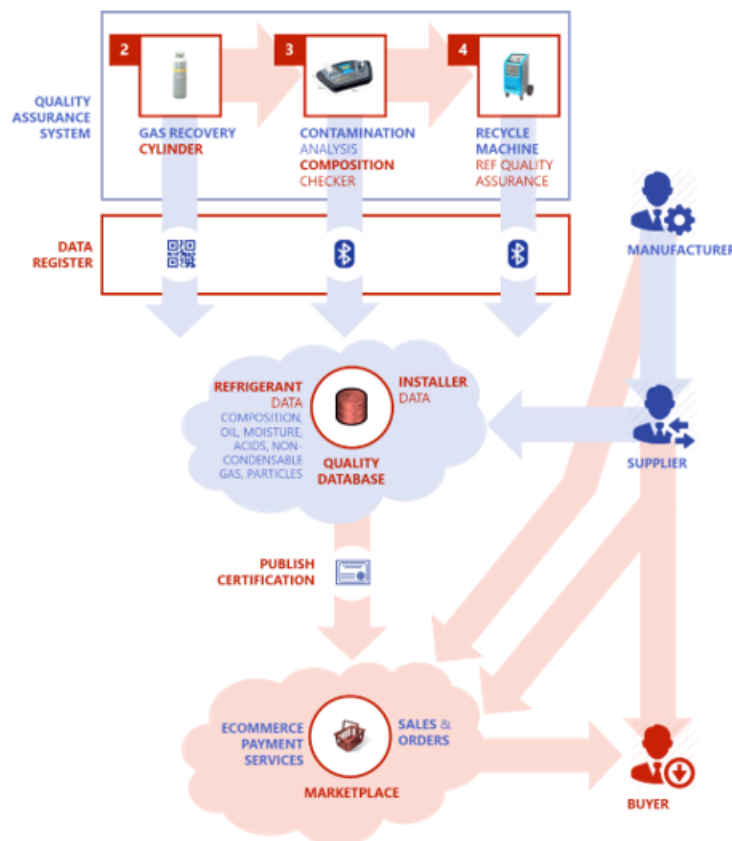 2
3
4
QUALITY
ASSURANCE
SYSTEM
GAS RECOVERY
CYLINDER
CONTAMINATION
ANALYSIS
COMPOSITION
CHECKER
RECYCLE
MACHINE
REF QUALITY
ASSURANCE
MANUFACTURER
DATA
REGISTER
REFRIGERANT
DATA
COMPOSITION,
OIL, MOISTURE,
ACIDS, NON-
CONDENSABLE
GAS, PARTICLES
INSTALLER
DATA
QUALITY
DATABASE
SUPPLIER
PUBLISH
CERTIFICATION
ECOMMERCE
PAYMENT
SERVICES
SALES &
ORDERS
MARKETPLACE
BUYER